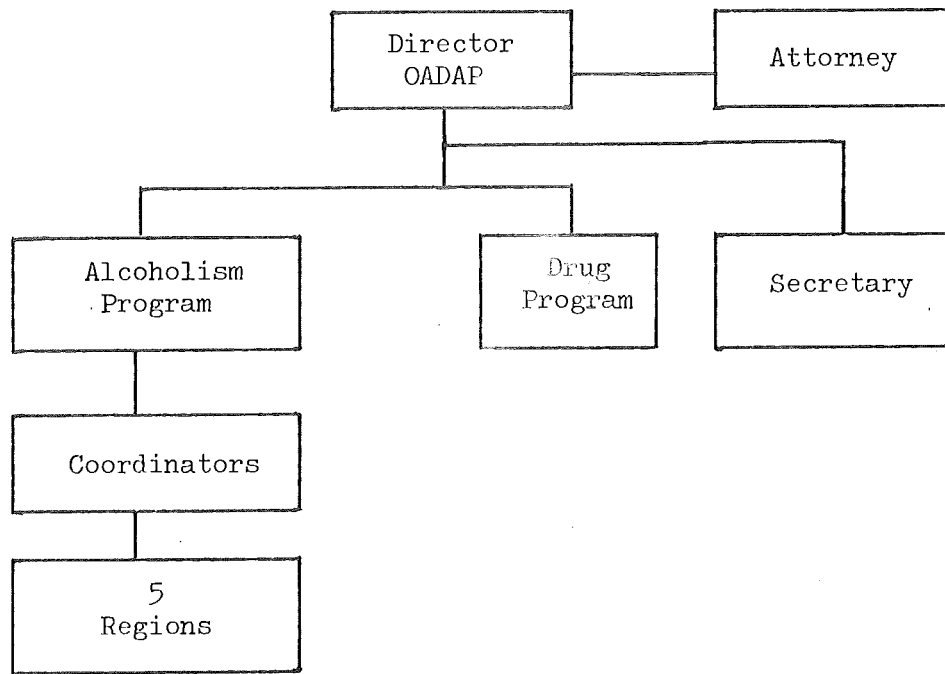 Director
OADAP
Attorney
Alcoholism
Program
Drug
Program
Secretary
Coordinators
5
Regions